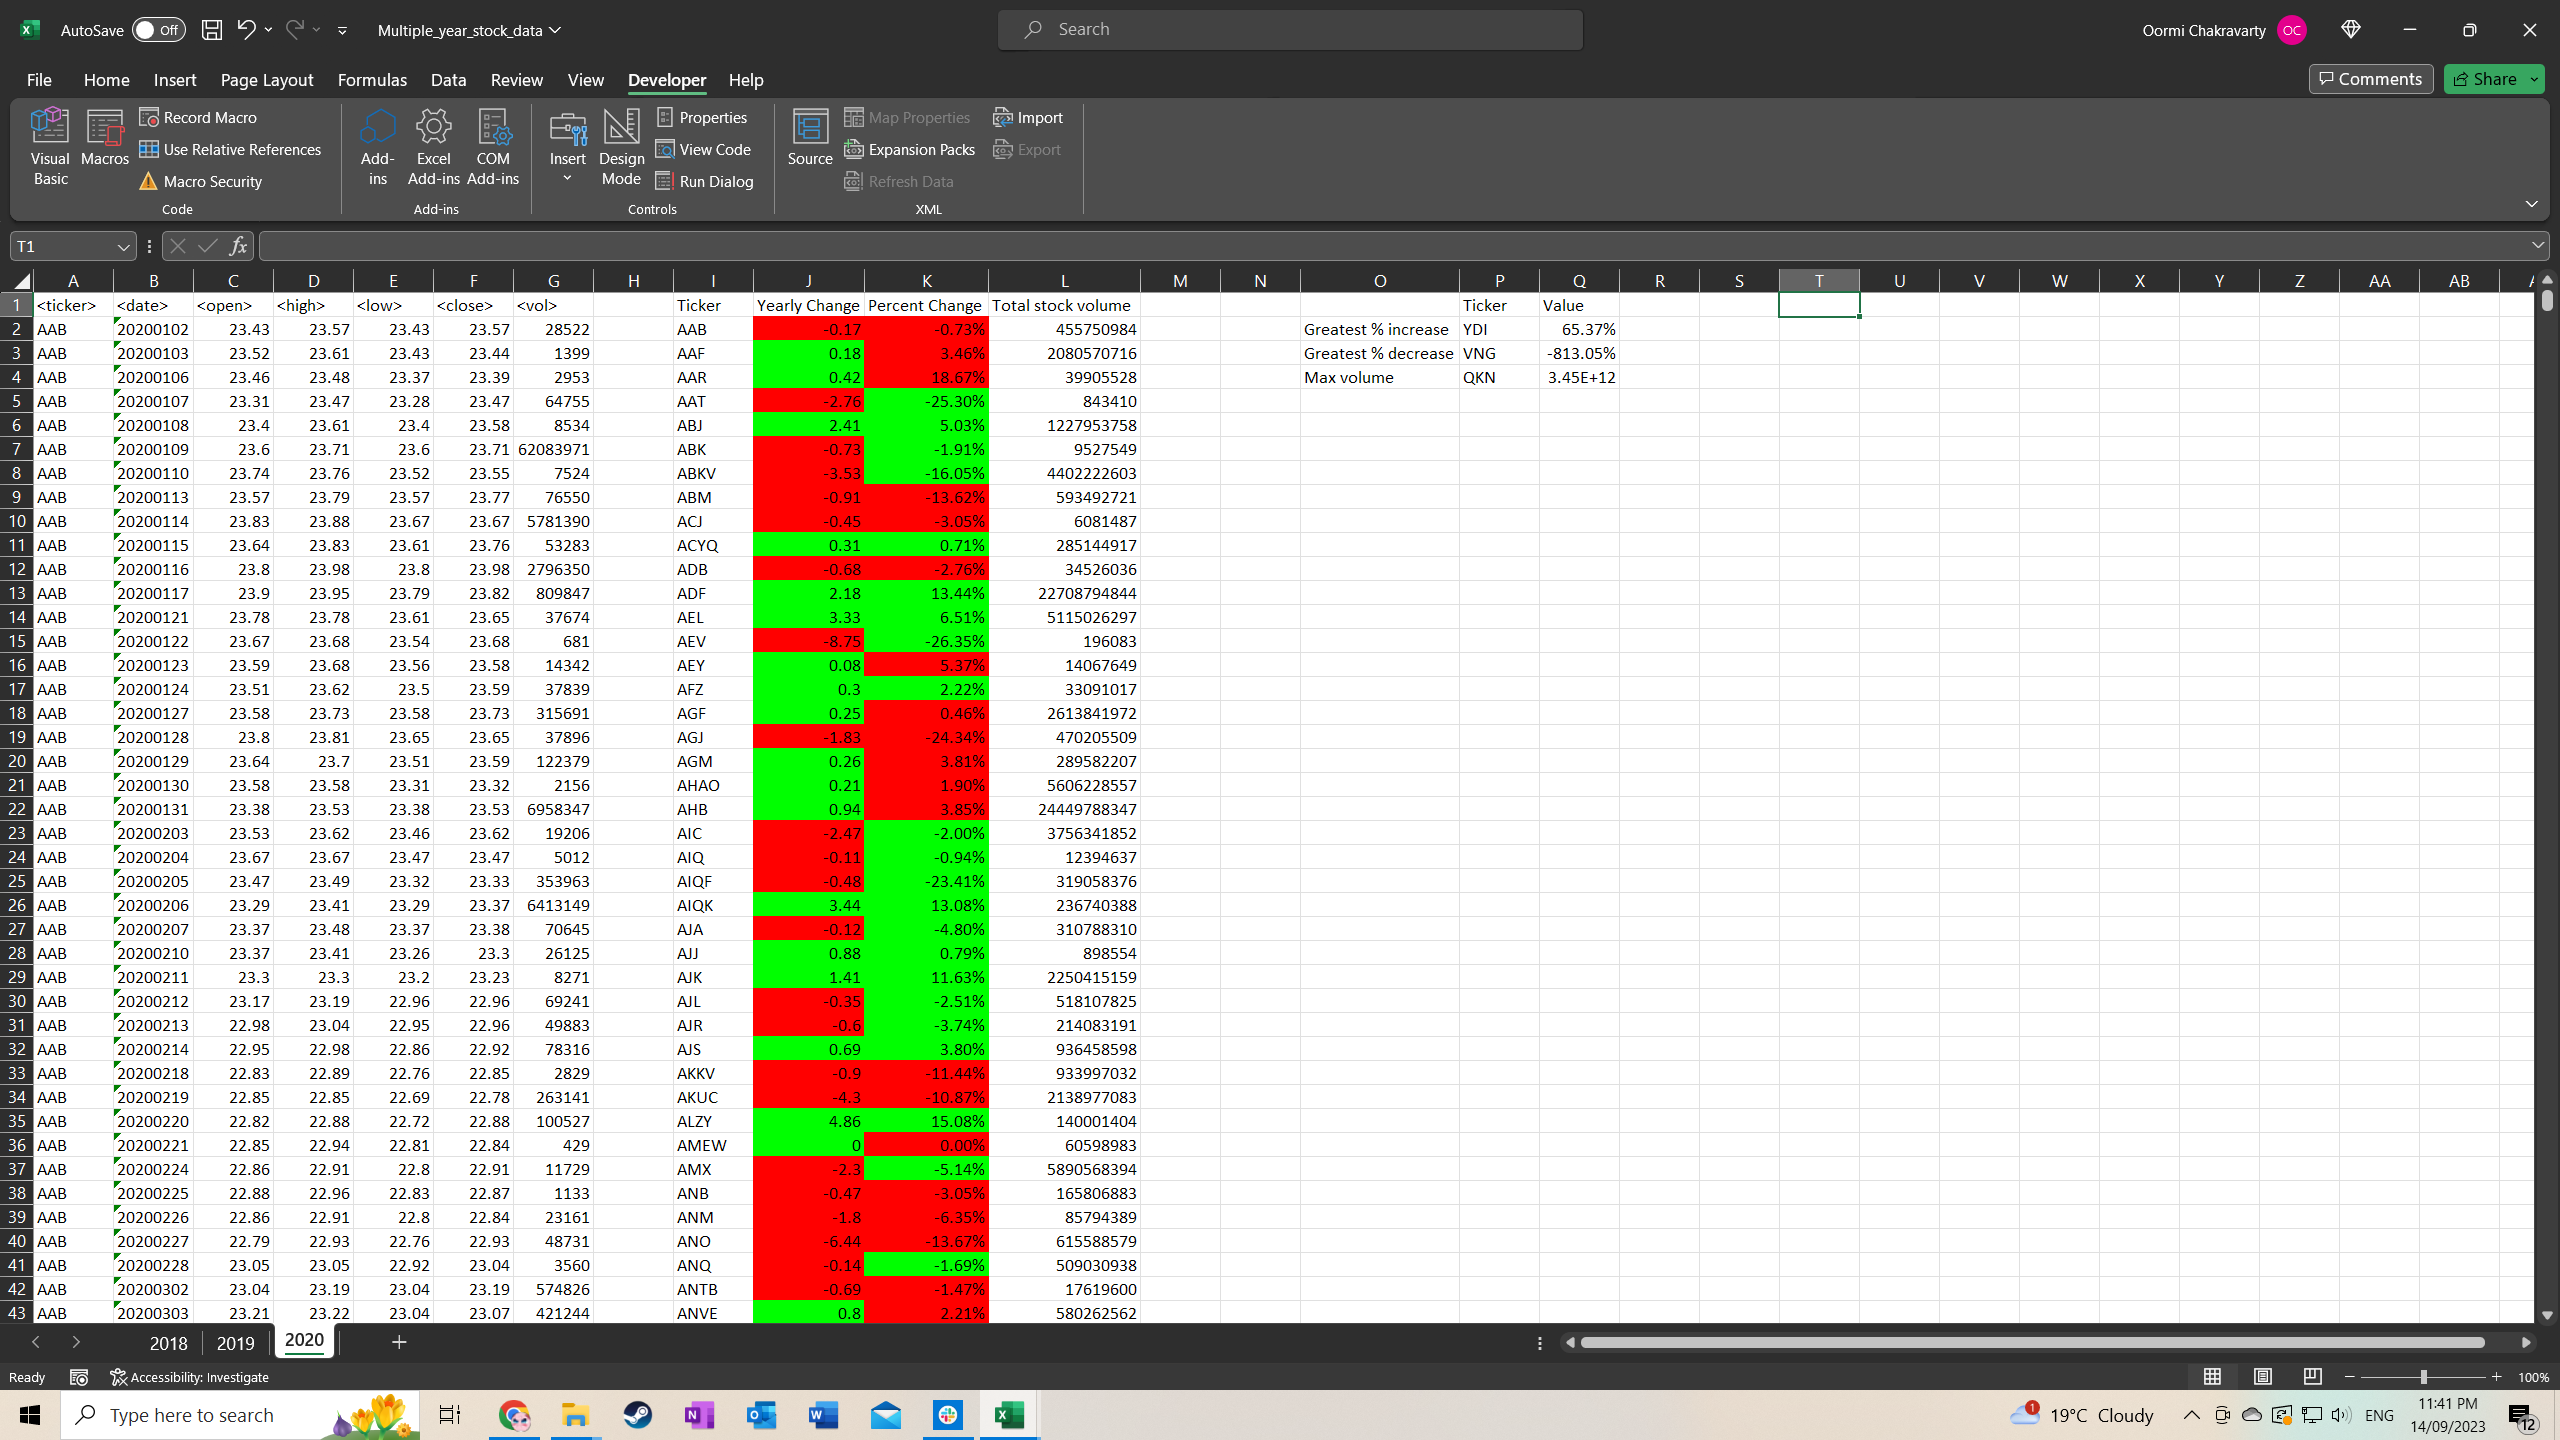 AutoSave Off Multiple_year_stock_data Search Oormi Chakravarty OC
File Home Insert Page Layout Formulas Data Review View Developer Help Comments Share
Visual Basic Macros Record Macro Use Relative References Macro Security Code
Add-ins Excel Add-ins COM Add-ins Add-ins
Insert Design Mode Properties View Code Run Dialog Controls
Source Map Properties Expansion Packs Refresh Data Import Export XML
T1 fx
A B C D E F G H I J K L M N O P Q R S T U V W X Y Z AA AB
1 <ticker> <date> <open> <high> <low> <close> <vol> Ticker Yearly Change Percent Change Total stock volume Ticker Value
2 AAB 20200102 23.43 23.57 23.43 23.57 28522 AAB -0.17 -0.73% 455750984 Greatest % increase YDI 65.37%
3 AAB 20200103 23.52 23.61 23.43 23.44 1399 AAF 0.18 3.46% 2080570716 Greatest % decrease VNG -813.05%
4 AAB 20200106 23.46 23.48 23.37 23.39 2953 AAR 0.42 18.67% 39905528 Max volume QKN 3.45E+12
5 AAB 20200107 23.31 23.47 23.28 23.47 64755 AAT -2.76 -25.30% 843410
6 AAB 20200108 23.4 23.61 23.4 23.58 8534 ABJ 2.41 5.03% 1227953758
7 AAB 20200109 23.6 23.71 23.6 23.71 62083971 ABK -0.73 -1.91% 9527549
8 AAB 20200110 23.74 23.76 23.52 23.55 7524 ABKV -3.53 -16.05% 4402222603
9 AAB 20200113 23.57 23.79 23.57 23.77 76550 ABM -0.91 -13.62% 593492721
10 AAB 20200114 23.83 23.88 23.67 23.67 5781390 ACJ -0.45 -3.05% 6081487
11 AAB 20200115 23.64 23.83 23.61 23.76 53283 ACYQ 0.31 0.71% 285144917
12 AAB 20200116 23.8 23.98 23.8 23.98 2796350 ADB -0.68 -2.76% 34526036
13 AAB 20200117 23.9 23.95 23.79 23.82 809847 ADF 2.18 13.44% 22708794844
14 AAB 20200121 23.78 23.78 23.61 23.65 37674 AEL 3.33 6.51% 5115026297
15 AAB 20200122 23.67 23.68 23.54 23.68 681 AEV -8.75 -26.35% 196083
16 AAB 20200123 23.59 23.68 23.56 23.58 14342 AEY 0.08 5.37% 14067649
17 AAB 20200124 23.51 23.62 23.5 23.59 37839 AFZ 0.3 2.22% 33091017
18 AAB 20200127 23.58 23.73 23.58 23.73 315691 AGF 0.25 0.46% 2613841972
19 AAB 20200128 23.8 23.81 23.65 23.65 37896 AGJ -1.83 -24.34% 470205509
20 AAB 20200129 23.64 23.7 23.51 23.59 122379 AGM 0.26 3.81% 289582207
21 AAB 20200130 23.58 23.58 23.31 23.32 2156 AHAO 0.21 1.90% 5606228557
22 AAB 20200131 23.38 23.53 23.38 23.53 6958347 AHB 0.94 3.85% 24449788347
23 AAB 20200203 23.53 23.62 23.46 23.62 19206 AIC -2.47 -2.00% 3756341852
24 AAB 20200204 23.67 23.67 23.47 23.47 5012 AIQ -0.11 -0.94% 12394637
25 AAB 20200205 23.47 23.49 23.32 23.33 353963 AIQF -0.48 -23.41% 319058376
26 AAB 20200206 23.29 23.41 23.29 23.37 6413149 AIQK 3.44 13.08% 236740388
27 AAB 20200207 23.37 23.48 23.37 23.38 70645 AJA -0.12 -4.80% 310788310
28 AAB 20200210 23.37 23.41 23.26 23.3 26125 AJJ 0.88 0.79% 898554
29 AAB 20200211 23.3 23.3 23.2 23.23 8271 AJK 1.41 11.63% 2250415159
30 AAB 20200212 23.17 23.19 22.96 22.96 69241 AJL -0.35 -2.51% 518107825
31 AAB 20200213 22.98 23.04 22.95 22.96 49883 AJR -0.6 -3.74% 214083191
32 AAB 20200214 22.95 22.98 22.86 22.92 78316 AJS 0.69 3.80% 936458598
33 AAB 20200218 22.83 22.89 22.76 22.85 2829 AKKV -0.9 -11.44% 933997032
34 AAB 20200219 22.85 22.85 22.69 22.78 263141 AKUC -4.3 -10.87% 2138977083
35 AAB 20200220 22.82 22.88 22.72 22.88 100527 ALZY 4.86 15.08% 140001404
36 AAB 20200221 22.85 22.94 22.81 22.84 429 AMEW 0 0.00% 60598983
37 AAB 20200224 22.86 22.91 22.8 22.91 11729 AMX -2.3 -5.14% 5890568394
38 AAB 20200225 22.88 22.96 22.83 22.87 1133 ANB -0.47 -3.05% 165806883
39 AAB 20200226 22.86 22.91 22.8 22.84 23161 ANM -1.8 -6.35% 85794389
40 AAB 20200227 22.79 22.93 22.76 22.93 48731 ANO -6.44 -13.67% 615588579
41 AAB 20200228 23.05 23.05 22.92 23.04 3560 ANQ -0.14 -1.69% 509030938
42 AAB 20200302 23.04 23.19 23.04 23.19 574826 ANTB -0.69 -1.47% 17619600
43 AAB 20200303 23.21 23.22 23.04 23.07 421244 ANVE 0.8 2.21% 580262562
2018 2019 2020
Ready Accessibility: Investigate 100%
Type here to search 1 19°C Cloudy ENG 11:41 PM 14/09/2023 12